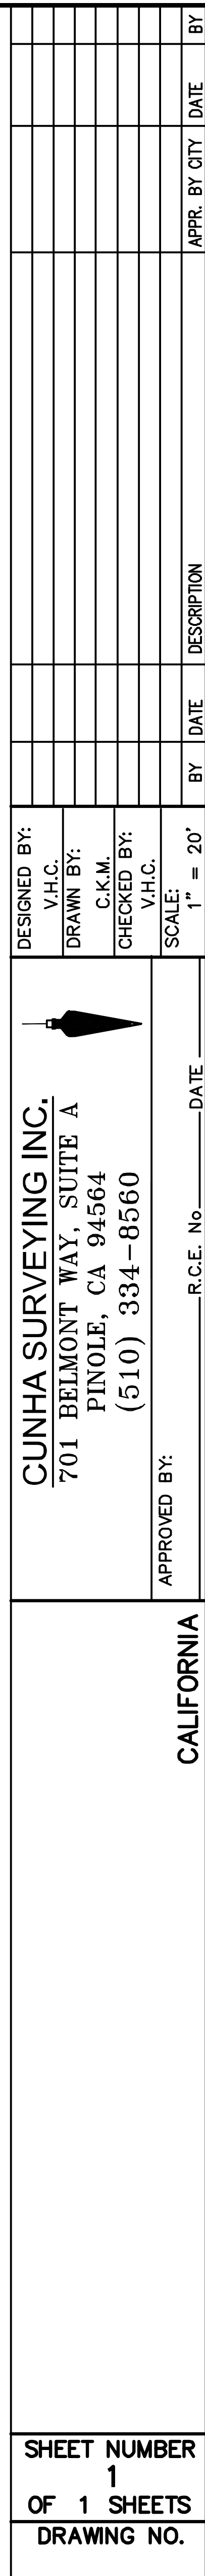 BY DATE DESCRIPTION APPR. BY CITY DATE BY
DESIGNED BY:
V.H.C.
DRAWN BY:
C.K.M.
CHECKED BY:
V.H.C.
SCALE:
1" = 20'
CUNHA SURVEYING INC.
701 BELMONT WAY, SUITE A
PINOLE, CA 94564
(510) 334-8560
APPROVED BY:
R.C.E. No. DATE
CALIFORNIA
SHEET NUMBER
1
OF 1 SHEETS
DRAWING NO.